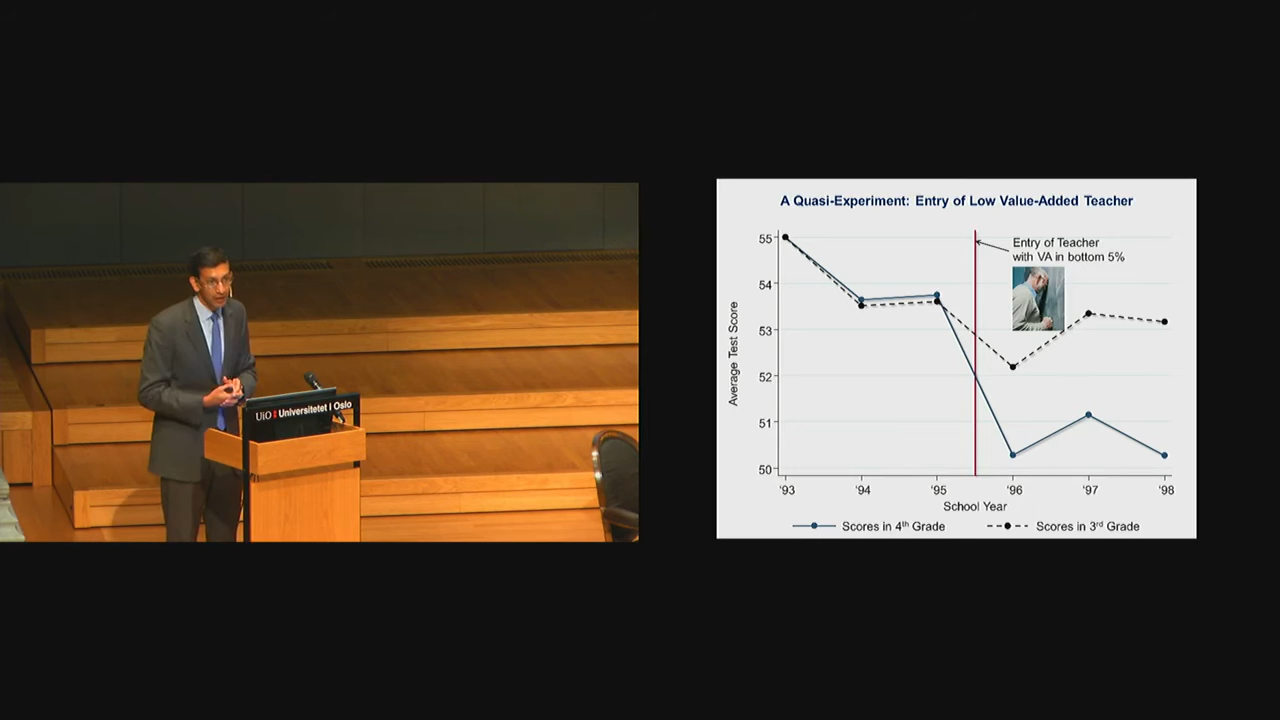 UiO Universitetet i Oslo
A Quasi-Experiment: Entry of Low Value-Added Teacher
Entry of Teacher
with VA in bottom 5%
Average Test Score
55
54
53
52
51
50
'93 '94 '95 '96 '97 '98
School Year
Scores in 4th Grade Scores in 3rd Grade